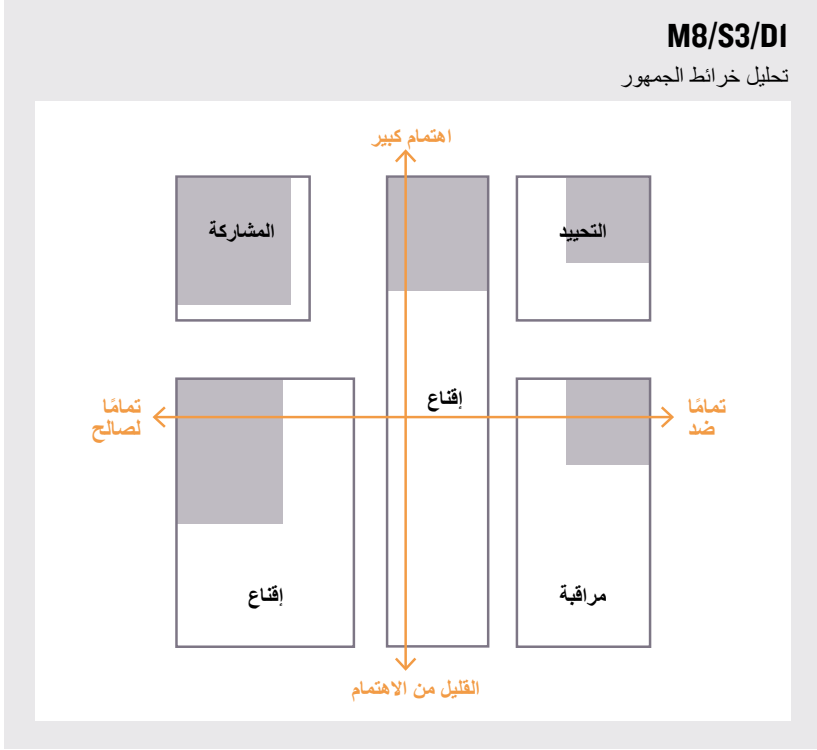 M8/S3/D1
تحليل خرائط الجمهور
اهتمام كبير
التحييد
المشاركة
إقناع
تمامًا
ضد
تمامًا
لصالح
مراقبة
إقناع
القليل من الاهتمام